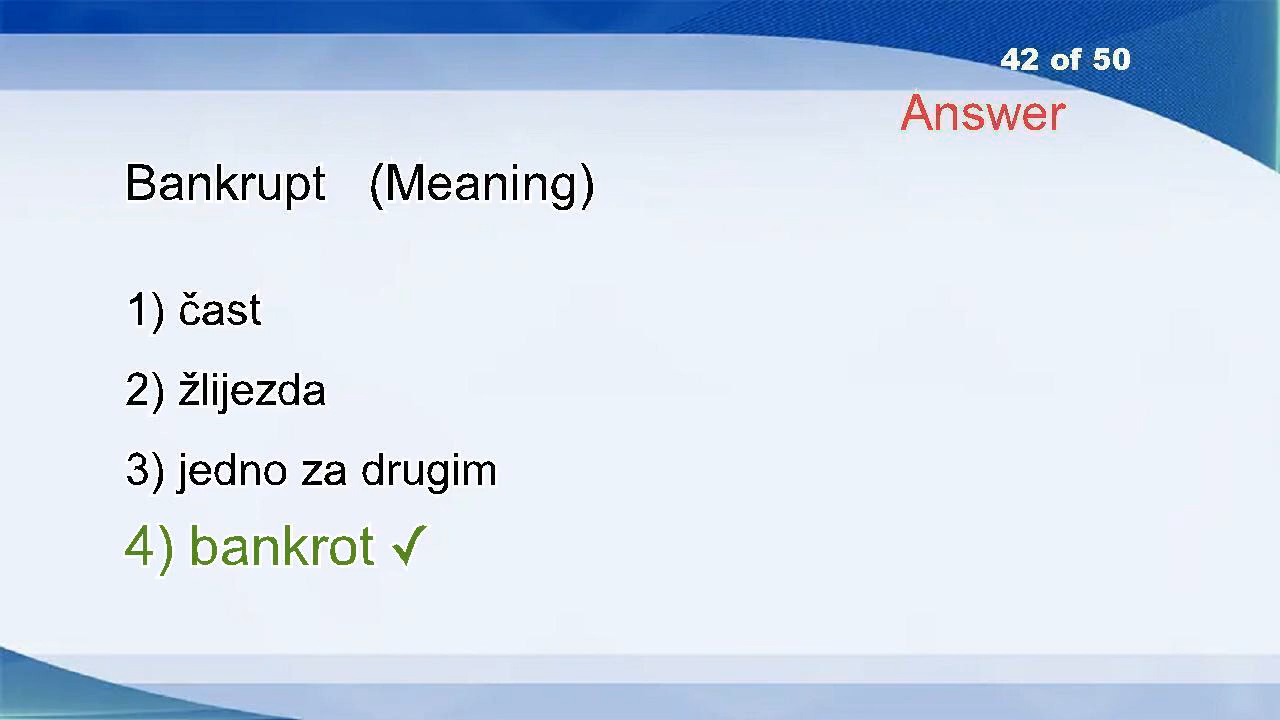 42 of 50
Answer
Bankrupt (Meaning)
1) čast
2) žlijezda
3) jedno za drugim
4) bankrot ✓